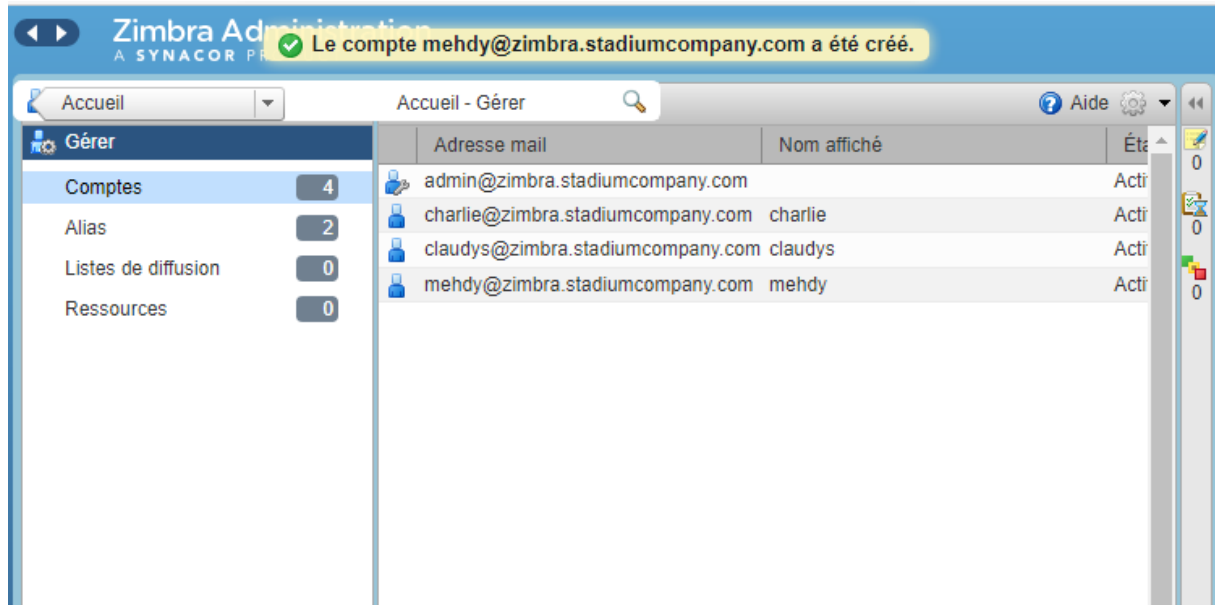 Zimbra Administration
A SYNACOR PR
Le compte mehdy@zimbra.stadiumcompany.com a été créé.
Accueil
Accueil - Gérer
Aide
Gérer
Comptes 4
Alias 2
Listes de diffusion 0
Ressources 0
Adresse mail Nom affiché Éta
admin@zimbra.stadiumcompany.com Acti
charlie@zimbra.stadiumcompany.com charlie Acti
claudys@zimbra.stadiumcompany.com claudys Acti
mehdy@zimbra.stadiumcompany.com mehdy Acti
0
0
0